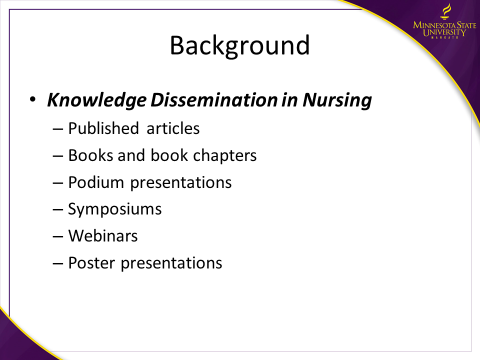 MINNESOTA STATE
UNIVERSITY
MANKATO
Background
• Knowledge Dissemination in Nursing
– Published articles
– Books and book chapters
– Podium presentations
– Symposiums
– Webinars
– Poster presentations